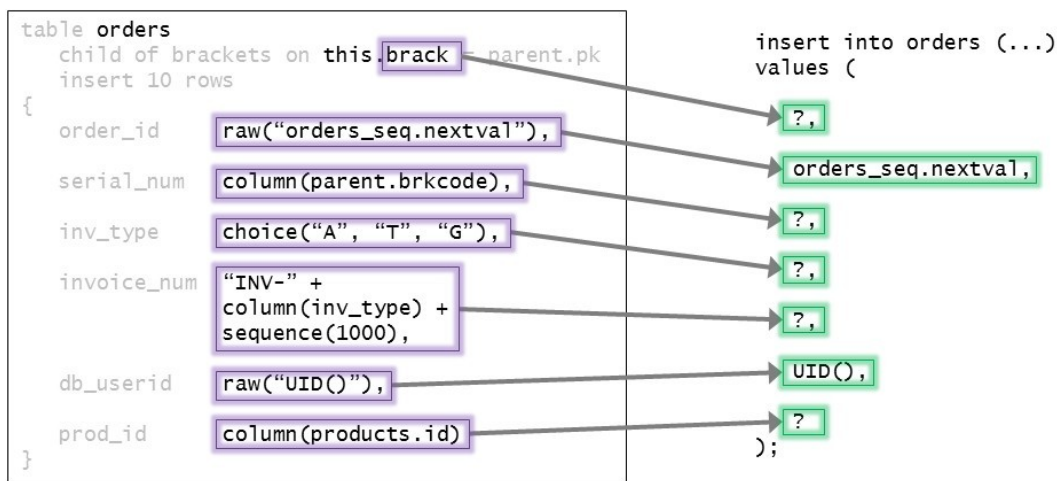 table orders
child of brackets on this.brack = parent.pk
insert 10 rows
{
order_id raw(“orders_seq.nextval”),
serial_num column(parent.brkcode),
inv_type choice(“A”, “T”, “G”),
invoice_num “INV-” +
column(inv_type) +
sequence(1000),
db_userid raw(“UID()”),
prod_id column(products.id)
}
insert into orders (...)
values (
?,
orders_seq.nextval,
?,
?,
?,
UID(),
?
);